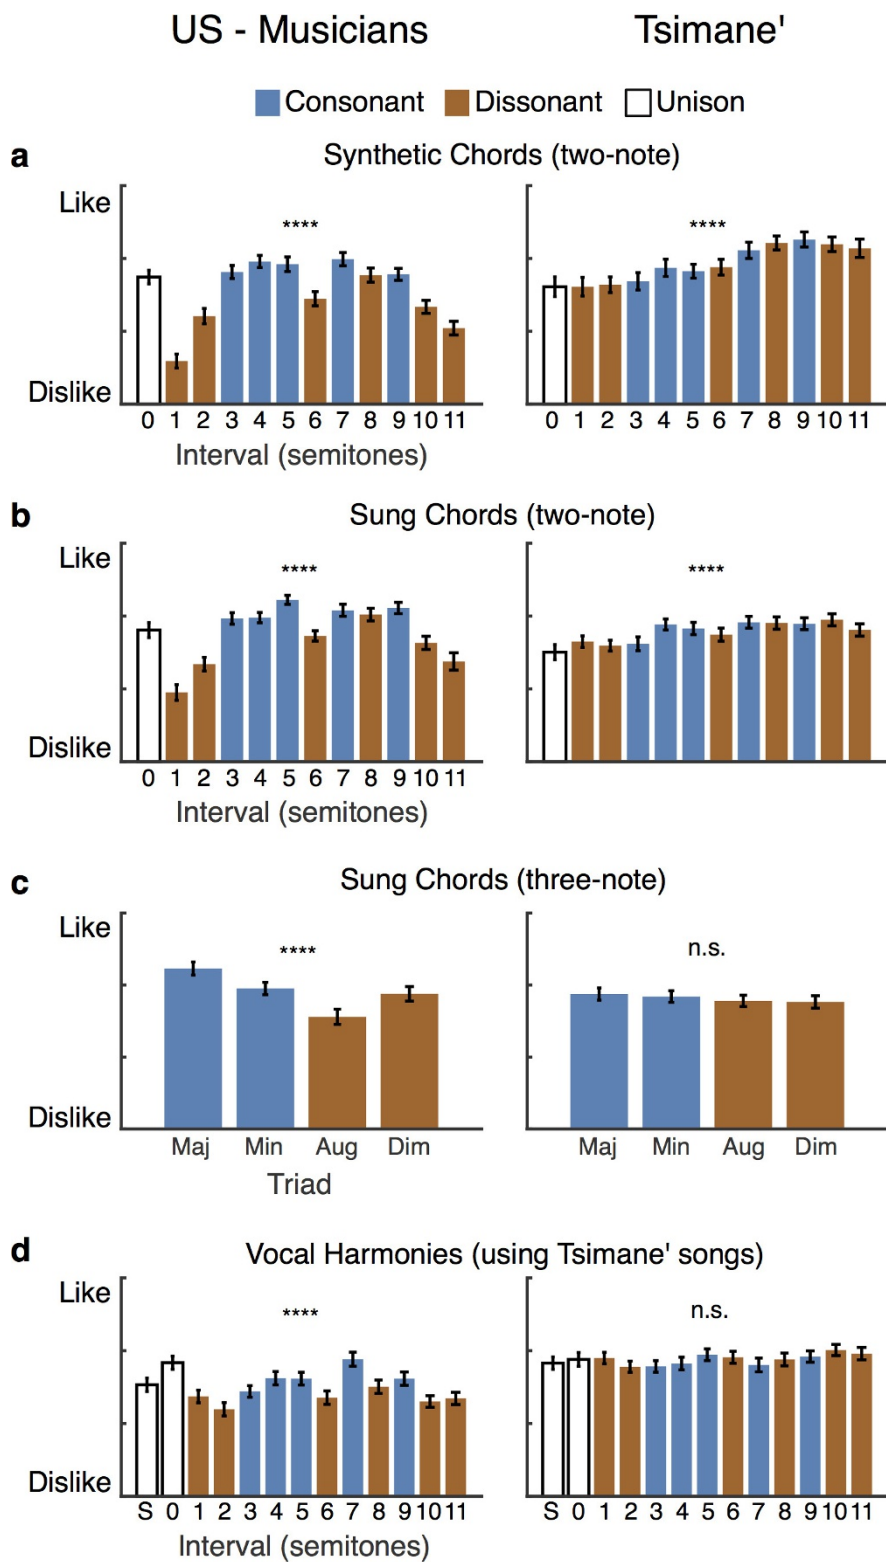 US - Musicians Tsimane'
Consonant Dissonant Unison
a Synthetic Chords (two-note)
Like
**** ****
Dislike
0 1 2 3 4 5 6 7 8 9 10 11 0 1 2 3 4 5 6 7 8 9 10 11
Interval (semitones)
b Sung Chords (two-note)
Like
**** ****
Dislike
0 1 2 3 4 5 6 7 8 9 10 11
Interval (semitones)
c Sung Chords (three-note)
Like
**** n.s.
Dislike
Maj Min Aug Dim Maj Min Aug Dim
Triad
d Vocal Harmonies (using Tsimane' songs)
Like
**** n.s.
Dislike
S 0 1 2 3 4 5 6 7 8 9 10 11 S 0 1 2 3 4 5 6 7 8 9 10 11
Interval (semitones)